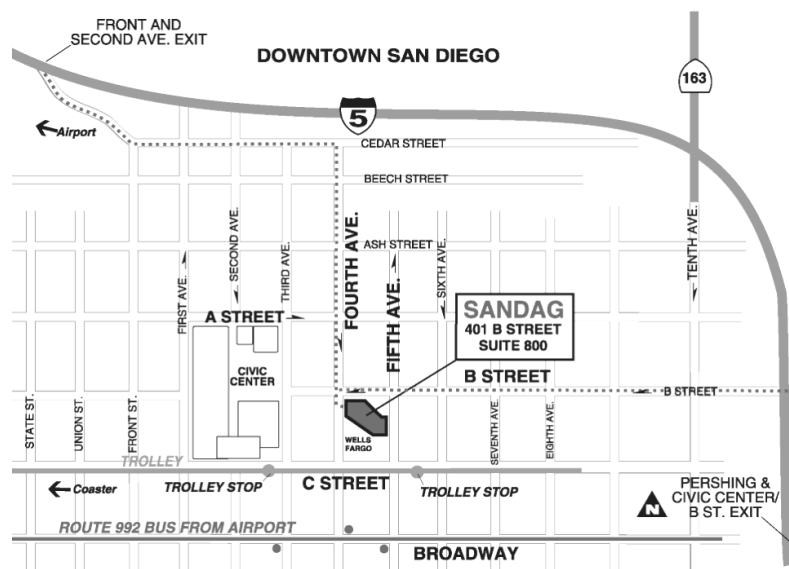 FRONT AND
SECOND AVE. EXIT
DOWNTOWN SAN DIEGO
163
5
Airport
CEDAR STREET
BEECH STREET
ASH STREET
FIRST AVE.
SECOND AVE.
THIRD AVE.
FOURTH AVE.
FIFTH AVE.
SIXTH AVE.
TENTH AVE.
A STREET
SANDAG
401 B STREET
SUITE 800
CIVIC
CENTER
B STREET
B STREET
STATE ST.
UNION ST.
FRONT ST.
WELLS
FARGO
SEVENTH AVE.
EIGHTH AVE.
TROLLEY
Coaster
TROLLEY STOP
C STREET
TROLLEY STOP
PERSHING &
CIVIC CENTER/
B ST. EXIT
N
ROUTE 992 BUS FROM AIRPORT
BROADWAY